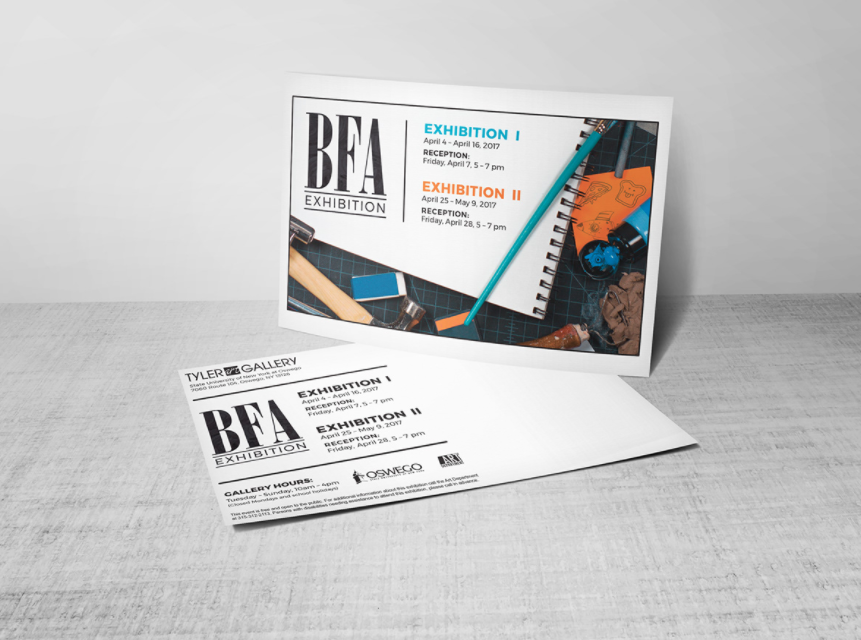 BFA
EXHIBITION
EXHIBITION I
April 4 – April 16, 2017
RECEPTION:
Friday, April 7, 5 – 7 pm
EXHIBITION II
April 25 – May 9, 2017
RECEPTION:
Friday, April 28, 5 – 7 pm
TYLER art GALLERY
State University of New York at Oswego
7060 Route 104, Oswego, NY 13126
BFA
EXHIBITION
EXHIBITION I
April 4 – April 16, 2017
RECEPTION:
Friday, April 7, 5 – 7 pm
EXHIBITION II
April 25 – May 9, 2017
RECEPTION:
Friday, April 28, 5 – 7 pm
GALLERY HOURS:
Tuesday – Sunday, 10am – 4pm
(Closed Mondays and school holidays)
OSWEGO
ART
This event is free and open to the public. For additional information about this exhibition call the Art Department
at 315-312-2113. Persons with disabilities needing assistance to attend this exhibition, please call in advance.